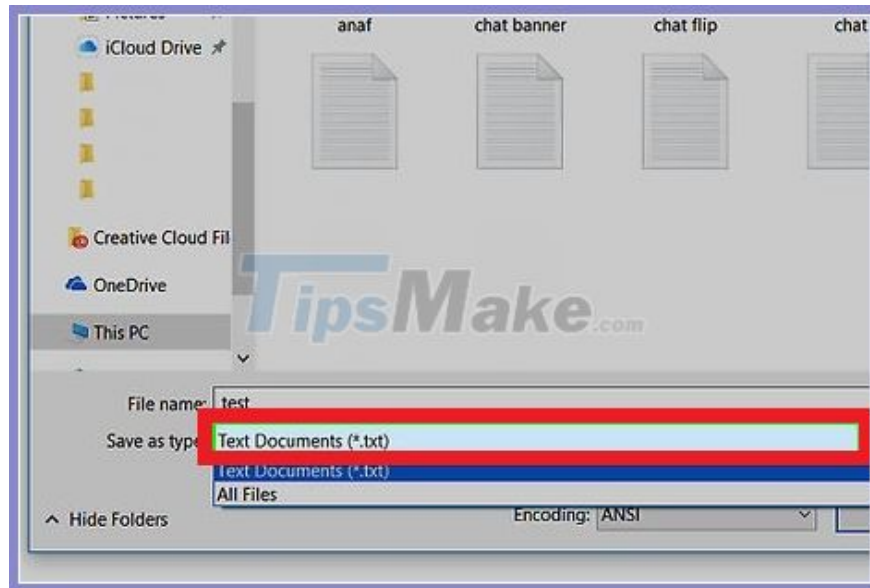 anaf chat banner chat flip chat
Pictures
iCloud Drive
Creative Cloud Fil
OneDrive
This PC
TipsMake.com
File name: test
Save as type Text Documents (*.txt)
Text Documents (*.txt)
All Files
Hide Folders Encoding: ANSI